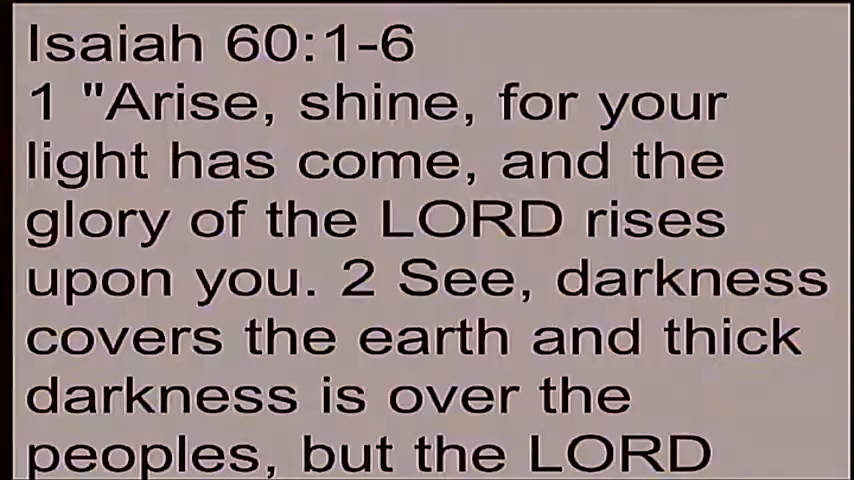 Isaiah 60:1-6
1 "Arise, shine, for your
light has come, and the
glory of the LORD rises
upon you. 2 See, darkness
covers the earth and thick
darkness is over the
peoples, but the LORD